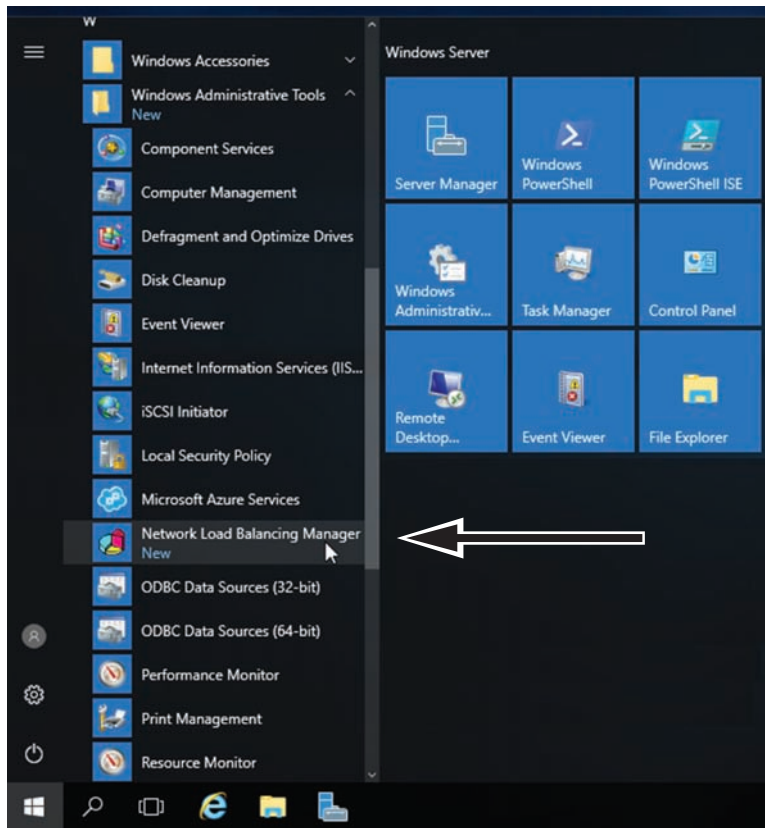 W
Windows Accessories
Windows Administrative Tools
New
Component Services
Computer Management
Defragment and Optimize Drives
Disk Cleanup
Event Viewer
Internet Information Services (IIS...
iSCSI Initiator
Local Security Policy
Microsoft Azure Services
Network Load Balancing Manager
New
ODBC Data Sources (32-bit)
ODBC Data Sources (64-bit)
Performance Monitor
Print Management
Resource Monitor
Windows Server
Server Manager
Windows
PowerShell
Windows
PowerShell ISE
Windows
Administrativ...
Task Manager
Control Panel
Remote
Desktop...
Event Viewer
File Explorer